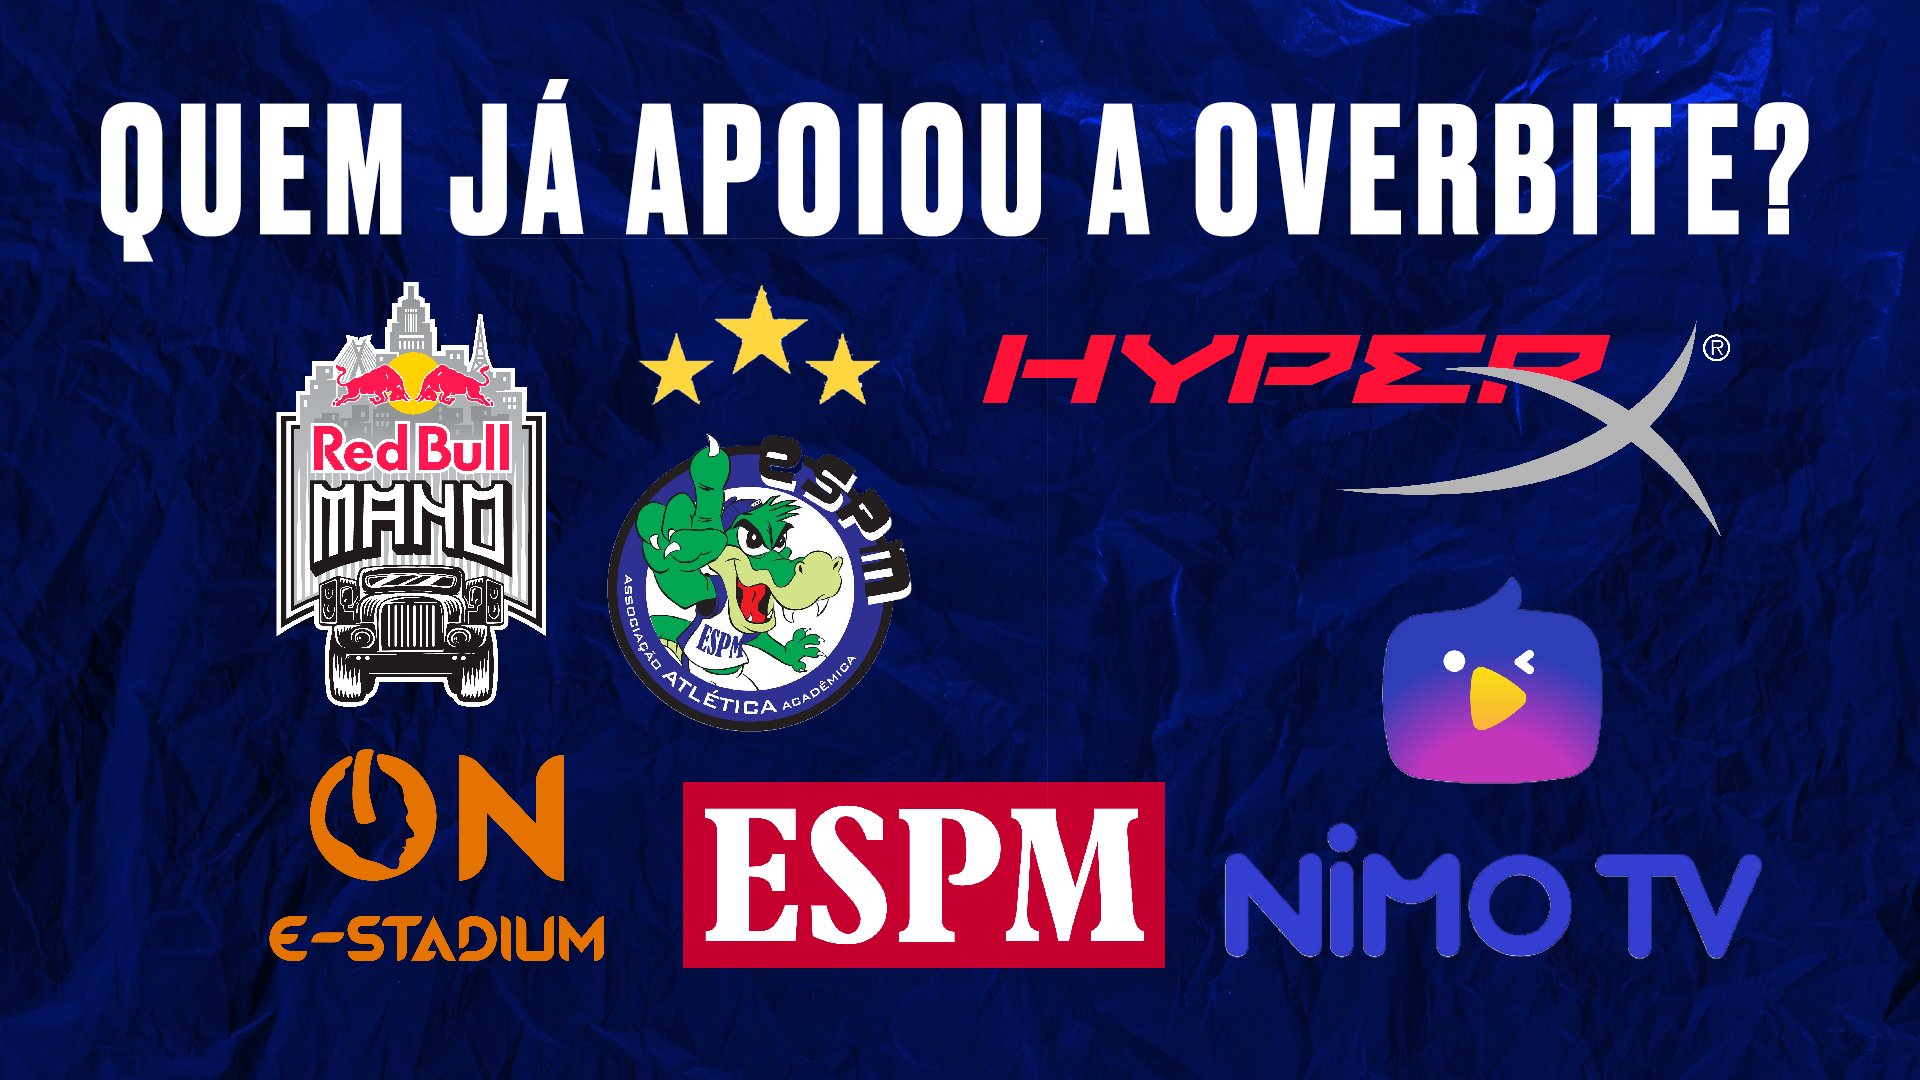 QUEM JÁ APOIOU A OVERBITE?
Red Bull
MANO
espm
ESPM
ASSOCIAÇÃO ATLÉTICA ACADÊMICA
HYPERX®
ON
E-STADIUM
ESPM
NIMO TV